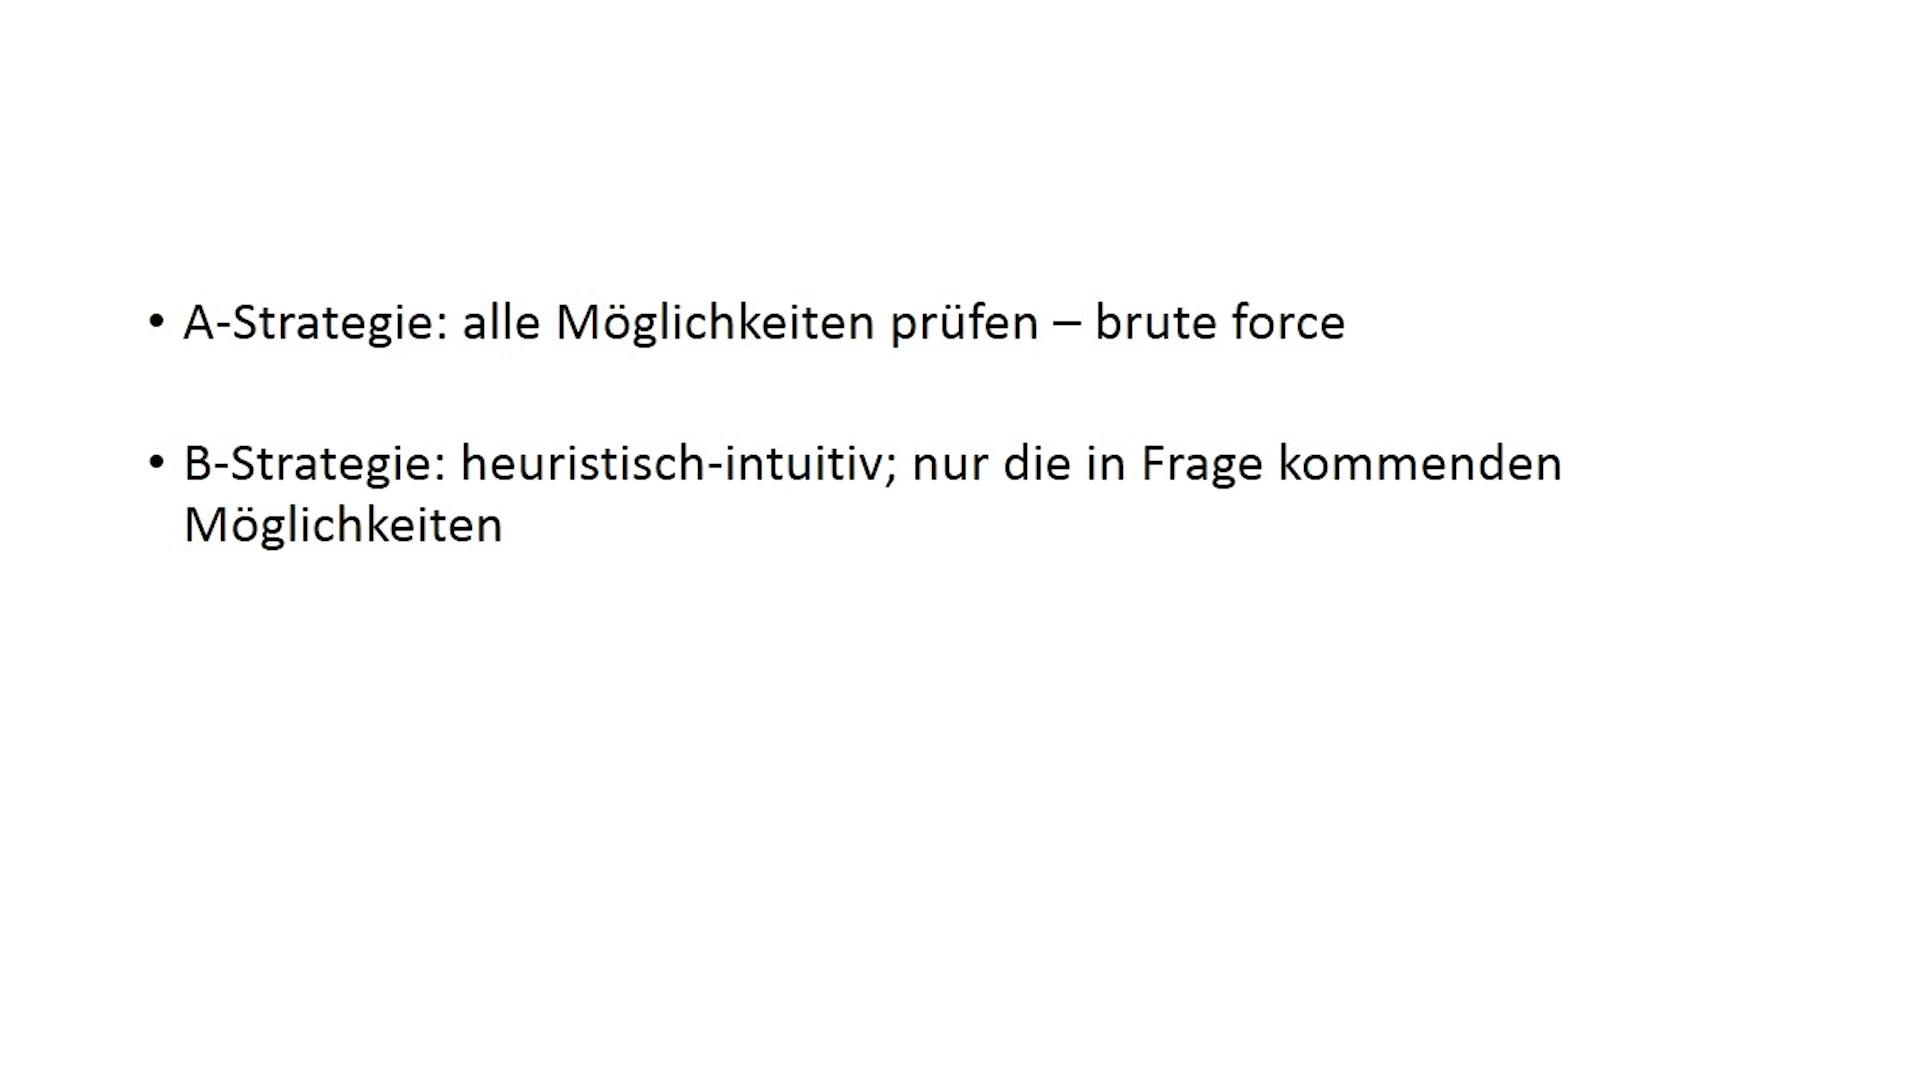 • A-Strategie: alle Möglichkeiten prüfen – brute force
• B-Strategie: heuristisch-intuitiv; nur die in Frage kommenden
Möglichkeiten